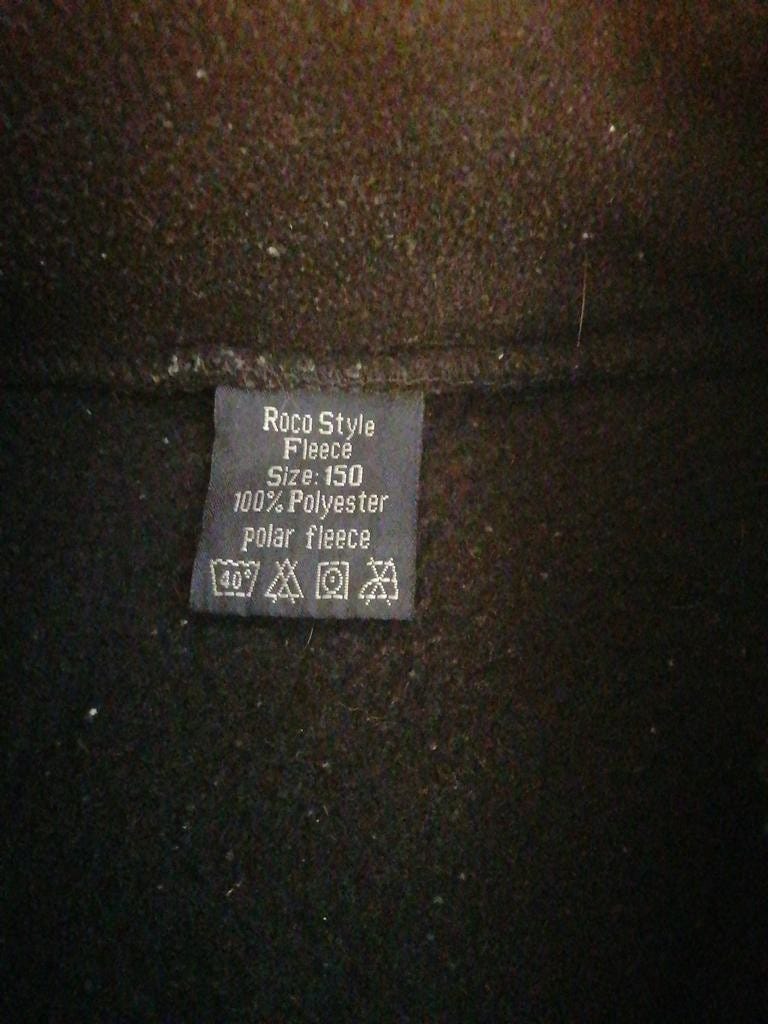 Roco Style
Fleece
Size: 150
100% Polyester
polar fleece
40°